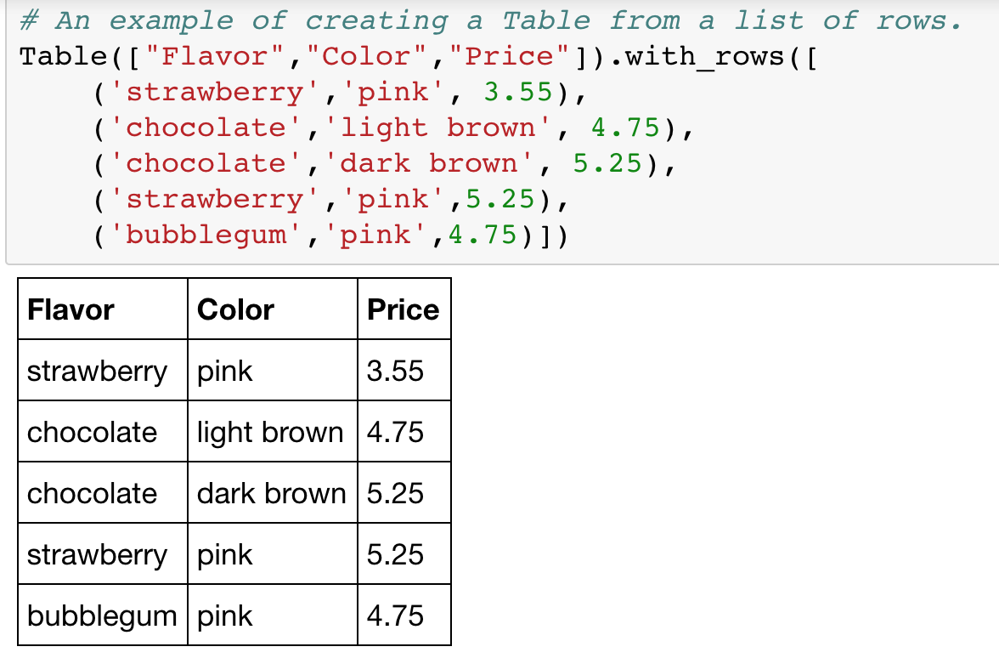 # An example of creating a Table from a list of rows.
Table(["Flavor","Color","Price"]).with_rows([
    ('strawberry','pink', 3.55),
    ('chocolate','light brown', 4.75),
    ('chocolate','dark brown', 5.25),
    ('strawberry','pink',5.25),
    ('bubblegum','pink',4.75)])
Flavor Color Price
strawberry pink 3.55
chocolate light brown 4.75
chocolate dark brown 5.25
strawberry pink 5.25
bubblegum pink 4.75